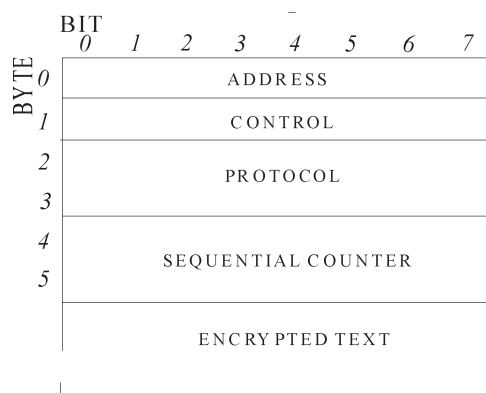 BIT
0 1 2 3 4 5 6 7
BYTE
0 ADDRESS
1 CONTROL
2
PROTOCOL
3
4
SEQUENTIAL COUNTER
5
ENCRYPTED TEXT